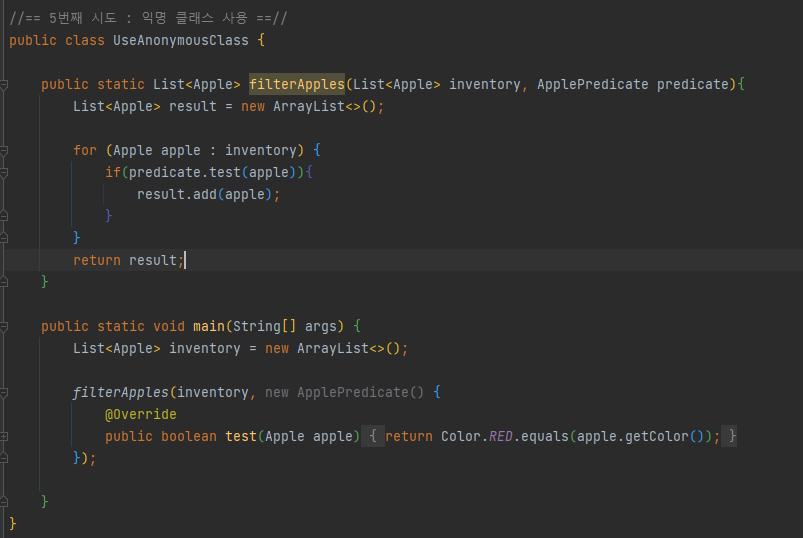 //== 5번째 시도 : 익명 클래스 사용 ==//
public class UseAnonymousClass {
public static List<Apple> filterApples(List<Apple> inventory, ApplePredicate predicate){
List<Apple> result = new ArrayList<>();
for (Apple apple : inventory) {
if(predicate.test(apple)){
result.add(apple);
}
}
return result;
}
public static void main(String[] args) {
List<Apple> inventory = new ArrayList<>();
filterApples(inventory, new ApplePredicate() {
@Override
public boolean test(Apple apple) { return Color.RED.equals(apple.getColor()); }
});
}
}